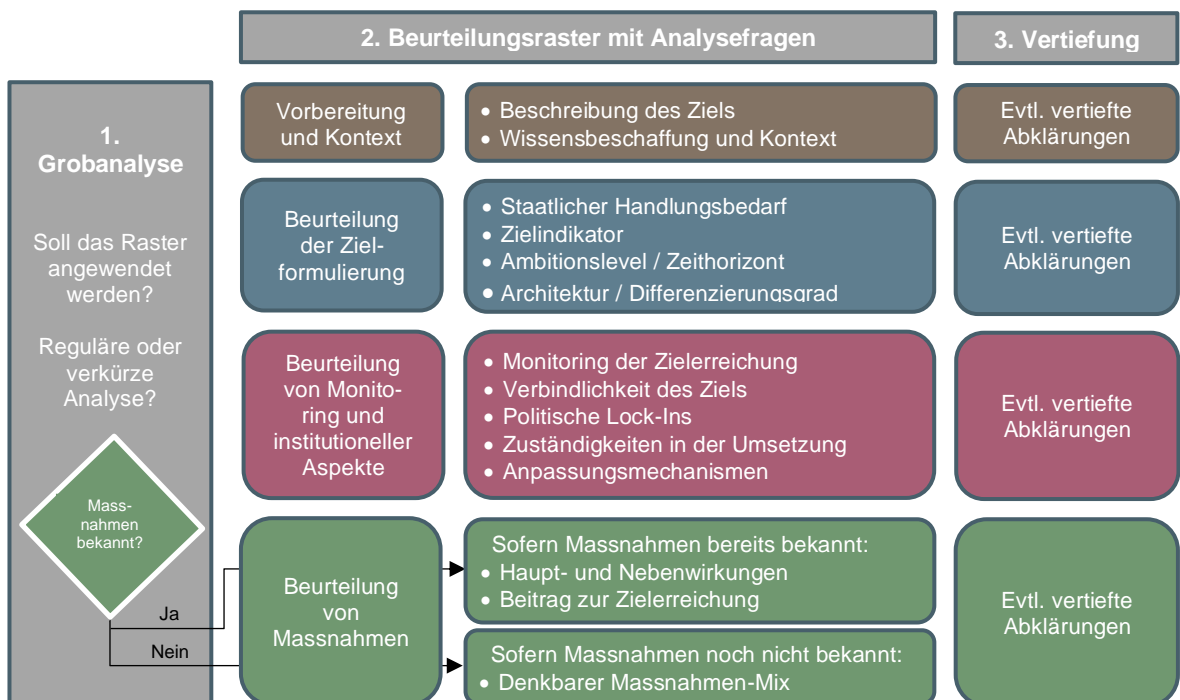 2. Beurteilungsraster mit Analysefragen
3. Vertiefung
1.
Grobanalyse
Soll das Raster
angewendet
werden?
Reguläre oder
verkürze
Analyse?
Mass-
nahmen
bekannt?
Ja
Nein
Vorbereitung
und Kontext
• Beschreibung des Ziels
• Wissensbeschaffung und Kontext
Evtl. vertiefte
Abklärungen
Beurteilung
der Ziel-
formulierung
• Staatlicher Handlungsbedarf
• Zielindikator
• Ambitionslevel / Zeithorizont
• Architektur / Differenzierungsgrad
Evtl. vertiefte
Abklärungen
Beurteilung
von Monito-
ring und
institutioneller
Aspekte
• Monitoring der Zielerreichung
• Verbindlichkeit des Ziels
• Politische Lock-Ins
• Zuständigkeiten in der Umsetzung
• Anpassungsmechanismen
Evtl. vertiefte
Abklärungen
Beurteilung
von
Massnahmen
Sofern Massnahmen bereits bekannt:
• Haupt- und Nebenwirkungen
• Beitrag zur Zielerreichung
Sofern Massnahmen noch nicht bekannt:
• Denkbarer Massnahmen-Mix
Evtl. vertiefte
Abklärungen